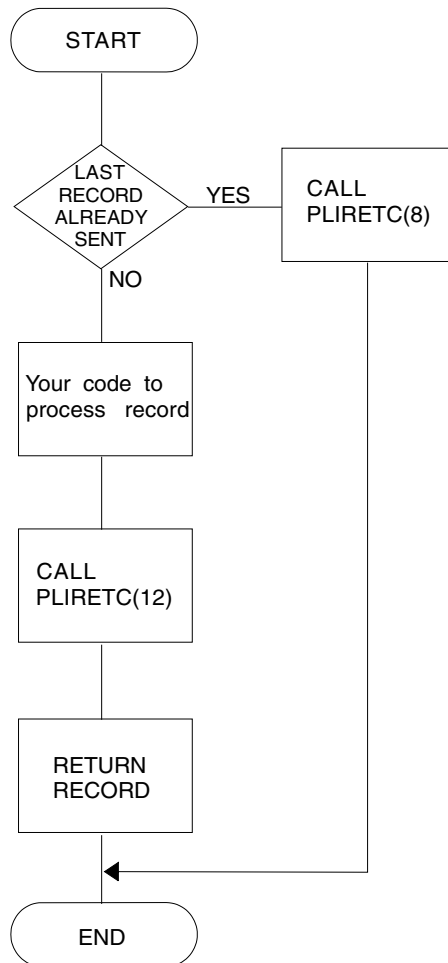 START
LAST
RECORD
ALREADY
SENT
YES
CALL
PLIRETC(8)
NO
Your code to
process record
CALL
PLIRETC(12)
RETURN
RECORD
END